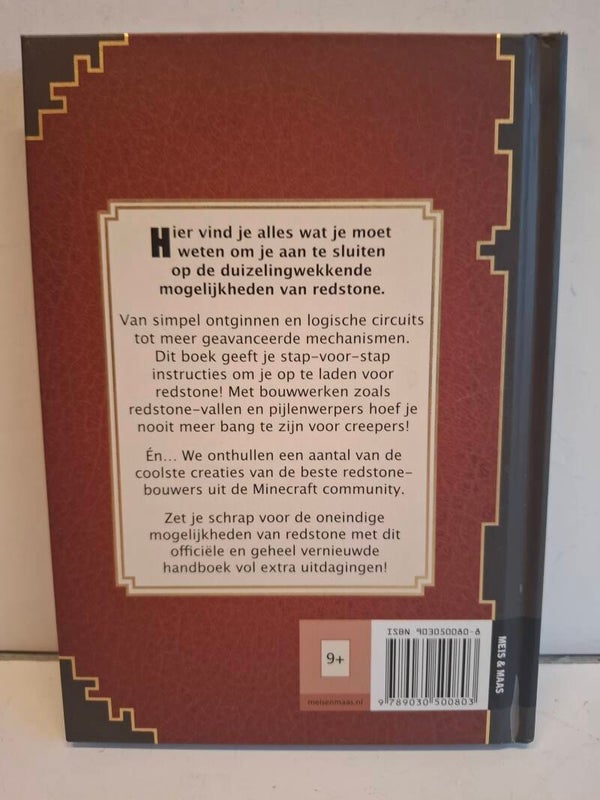 Hier vind je alles wat je moet
weten om je aan te sluiten
op de duizelingwekkende
mogelijkheden van redstone.
Van simpel ontginnen en logische circuits
tot meer geavanceerde mechanismen.
Dit boek geeft je stap-voor-stap
instructies om je op te laden voor
redstone! Met bouwwerken zoals
redstone-vallen en pijlenwerpers hoef je
nooit meer bang te zijn voor creepers!
Én... We onthullen een aantal van de
coolste creaties van de beste redstone-
bouwers uit de Minecraft community.
Zet je schrap voor de oneindige
mogelijkheden van redstone met dit
officiële en geheel vernieuwde
handboek vol extra uitdagingen!
9+
meisenmaas.nl
ISBN 903050080-8
9 789030 500803
MEIS & MAAS